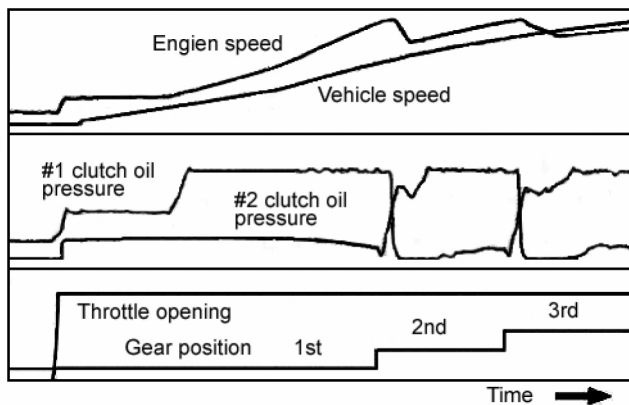 Engien speed
Vehicle speed
#1 clutch oil
pressure
#2 clutch oil
pressure
Throttle opening
3rd
2nd
Gear position 1st
Time